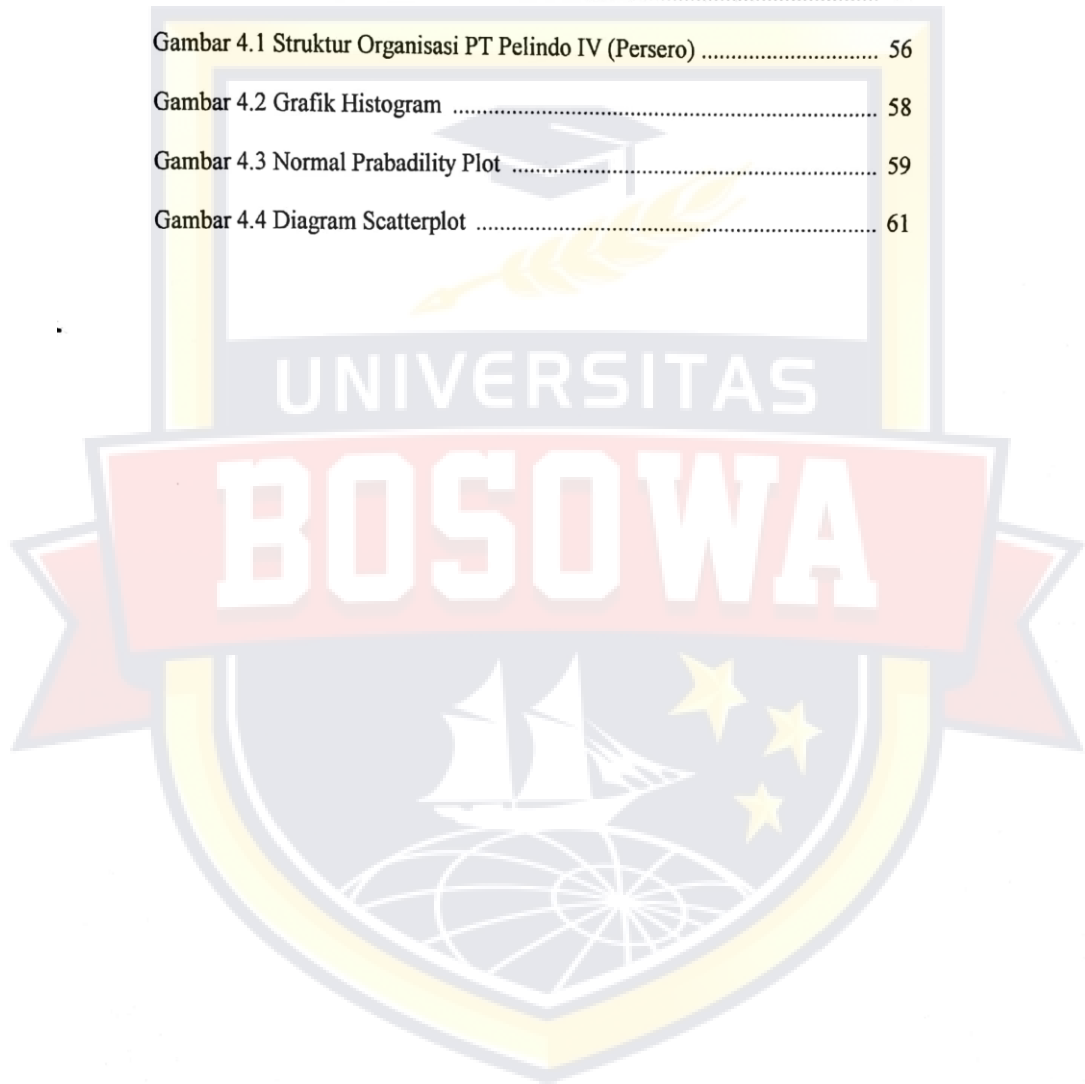 Gambar 4.1 Struktur Organisasi PT Pelindo IV (Persero) .............................. 56
Gambar 4.2 Grafik Histogram ........................................................................ 58
Gambar 4.3 Normal Prabadility Plot .............................................................. 59
Gambar 4.4 Diagram Scatterplot .................................................................... 61
UNIVERSITAS
BOSOWA